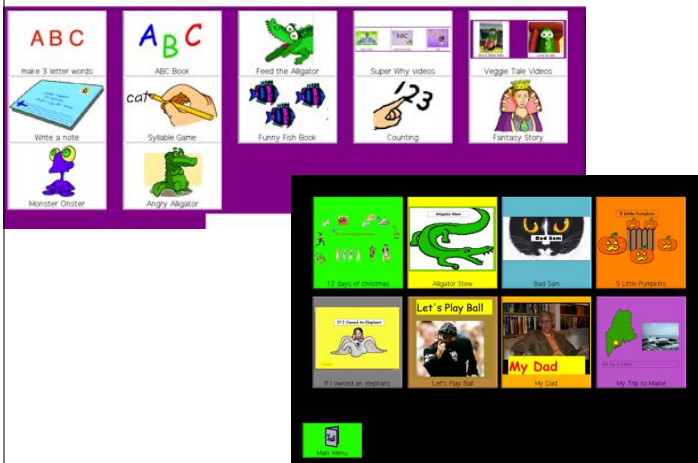 A B C
A B C
ABC
make 3 letter words
ABC Book
Feed the Alligator
Super Why videos
Veggie Tale Videos
cat
123
Write a note
Syllable Game
Funny Fish Book
Counting
Fantasy Story
Monster Onster
Angry Alligator
Alligator Stew
Bad Sam
5 Little Pumpkins
12 days of christmas
Alligator Stew
Bad Sam
5 Little Pumpkins
If I Owned An Elephant
Let's Play Ball
My Dad
If I owned an elephant
Let's Play Ball
My Dad
My Trip to Maine
Main Menu